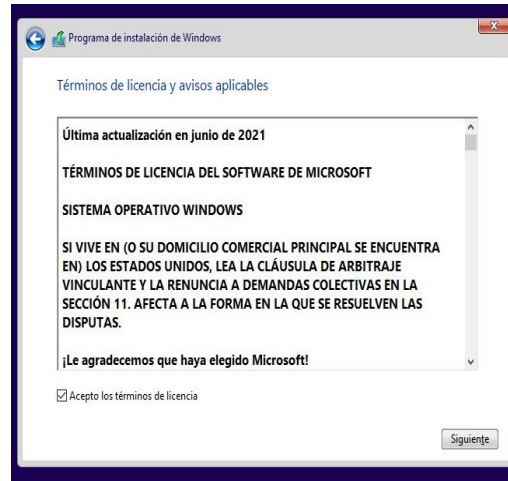 Programa de instalación de Windows
Términos de licencia y avisos aplicables
Última actualización en junio de 2021
TÉRMINOS DE LICENCIA DEL SOFTWARE DE MICROSOFT
SISTEMA OPERATIVO WINDOWS
SI VIVE EN (O SU DOMICILIO COMERCIAL PRINCIPAL SE ENCUENTRA
EN) LOS ESTADOS UNIDOS, LEA LA CLÁUSULA DE ARBITRAJE
VINCULANTE Y LA RENUNCIA A DEMANDAS COLECTIVAS EN LA
SECCIÓN 11. AFECTA A LA FORMA EN LA QUE SE RESUELVEN LAS
DISPUTAS.
¡Le agradecemos que haya elegido Microsoft!
Acepto los términos de licencia
Siguiente